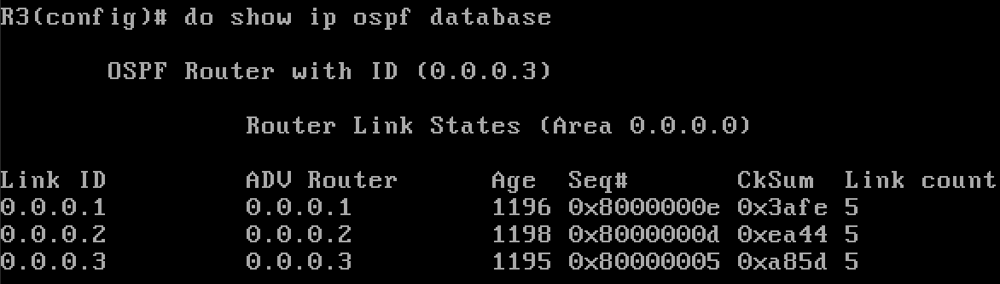 R3(config)# do show ip ospf database
OSPF Router with ID (0.0.0.3)
Router Link States (Area 0.0.0.0)
Link ID ADV Router Age Seq# CkSum Link count
0.0.0.1 0.0.0.1 1196 0x8000000e 0x3afe 5
0.0.0.2 0.0.0.2 1198 0x8000000d 0xea44 5
0.0.0.3 0.0.0.3 1195 0x80000005 0xa85d 5